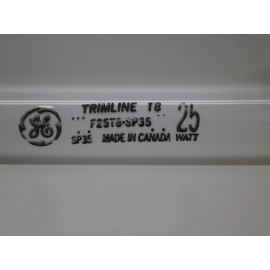 TRIMLINE T8
F25T8-SP35
SP35 MADE IN CANADA
25
WATT
GE